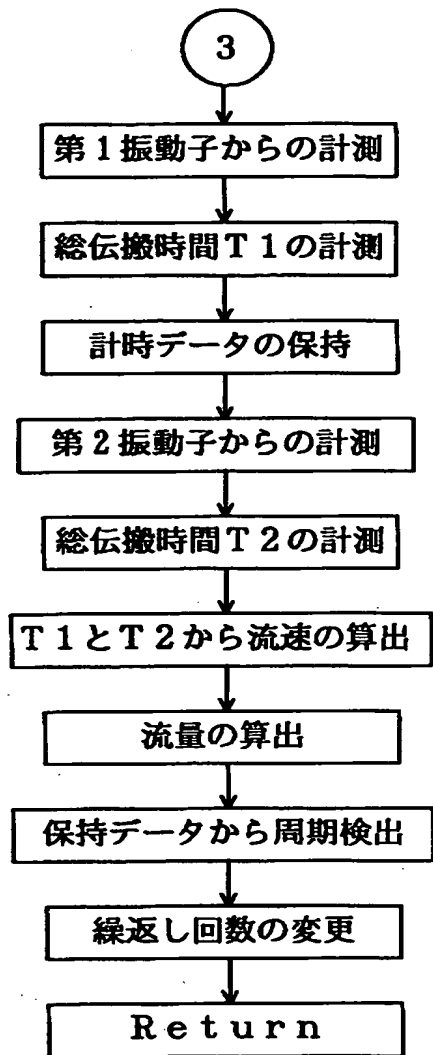 3
第1振動子からの計測
総伝搬時間T1の計測
計時データの保持
第2振動子からの計測
総伝搬時間T2の計測
T1とT2から流速の算出
流量の算出
保持データから周期検出
繰返し回数の変更
Return